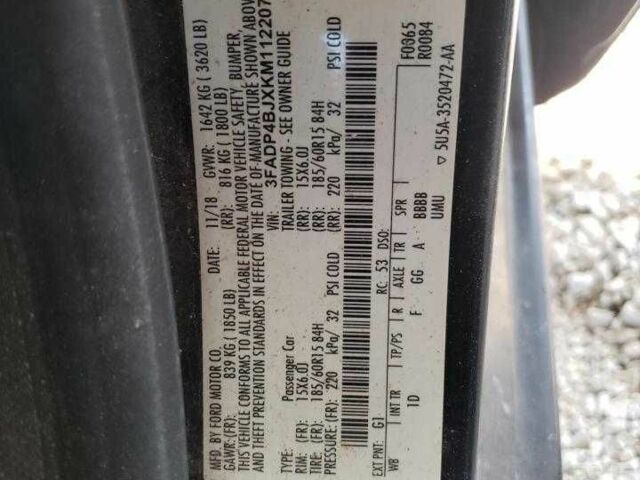 MFD. BY FORD MOTOR CO. DATE: 11/18 GVWR: 1642 KG ( 3620 LB)
GAWR:(FR): 839 KG ( 1850 LB) (RR): 816 KG ( 1800 LB)
THIS VEHICLE CONFORMS TO ALL APPLICABLE FEDERAL MOTOR VEHICLE SAFETY, BUMPER,
AND THEFT PREVENTION STANDARDS IN EFFECT ON THE DATE OF MANUFACTURE SHOWN ABOVE
VIN: 3FADP4BJXKM112207
TYPE: Passenger Car TRAILER TOWING - SEE OWNER GUIDE
RIM: (FR): 15X6.0J (RR): 15X6.0J
TIRE: (FR): 185/60R15 84H (RR): 185/60R15 84H
PRESSURE:(FR): 220 kPa/ 32 PSI COLD (RR): 220 kPa/ 32 PSI COLD
EXT PNT: G1 RC: 53 DSO: F0365
R0084
WB INT TR TP/PS R AXLE TR SPR
1D F GG A BBBB
UMU ▽ 5U5A-3520472-AA